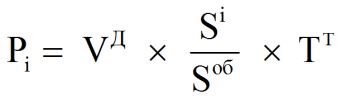 Pᵢ = Vᴰ × Sⁱ/Sᵒᵇ × Tᵀ